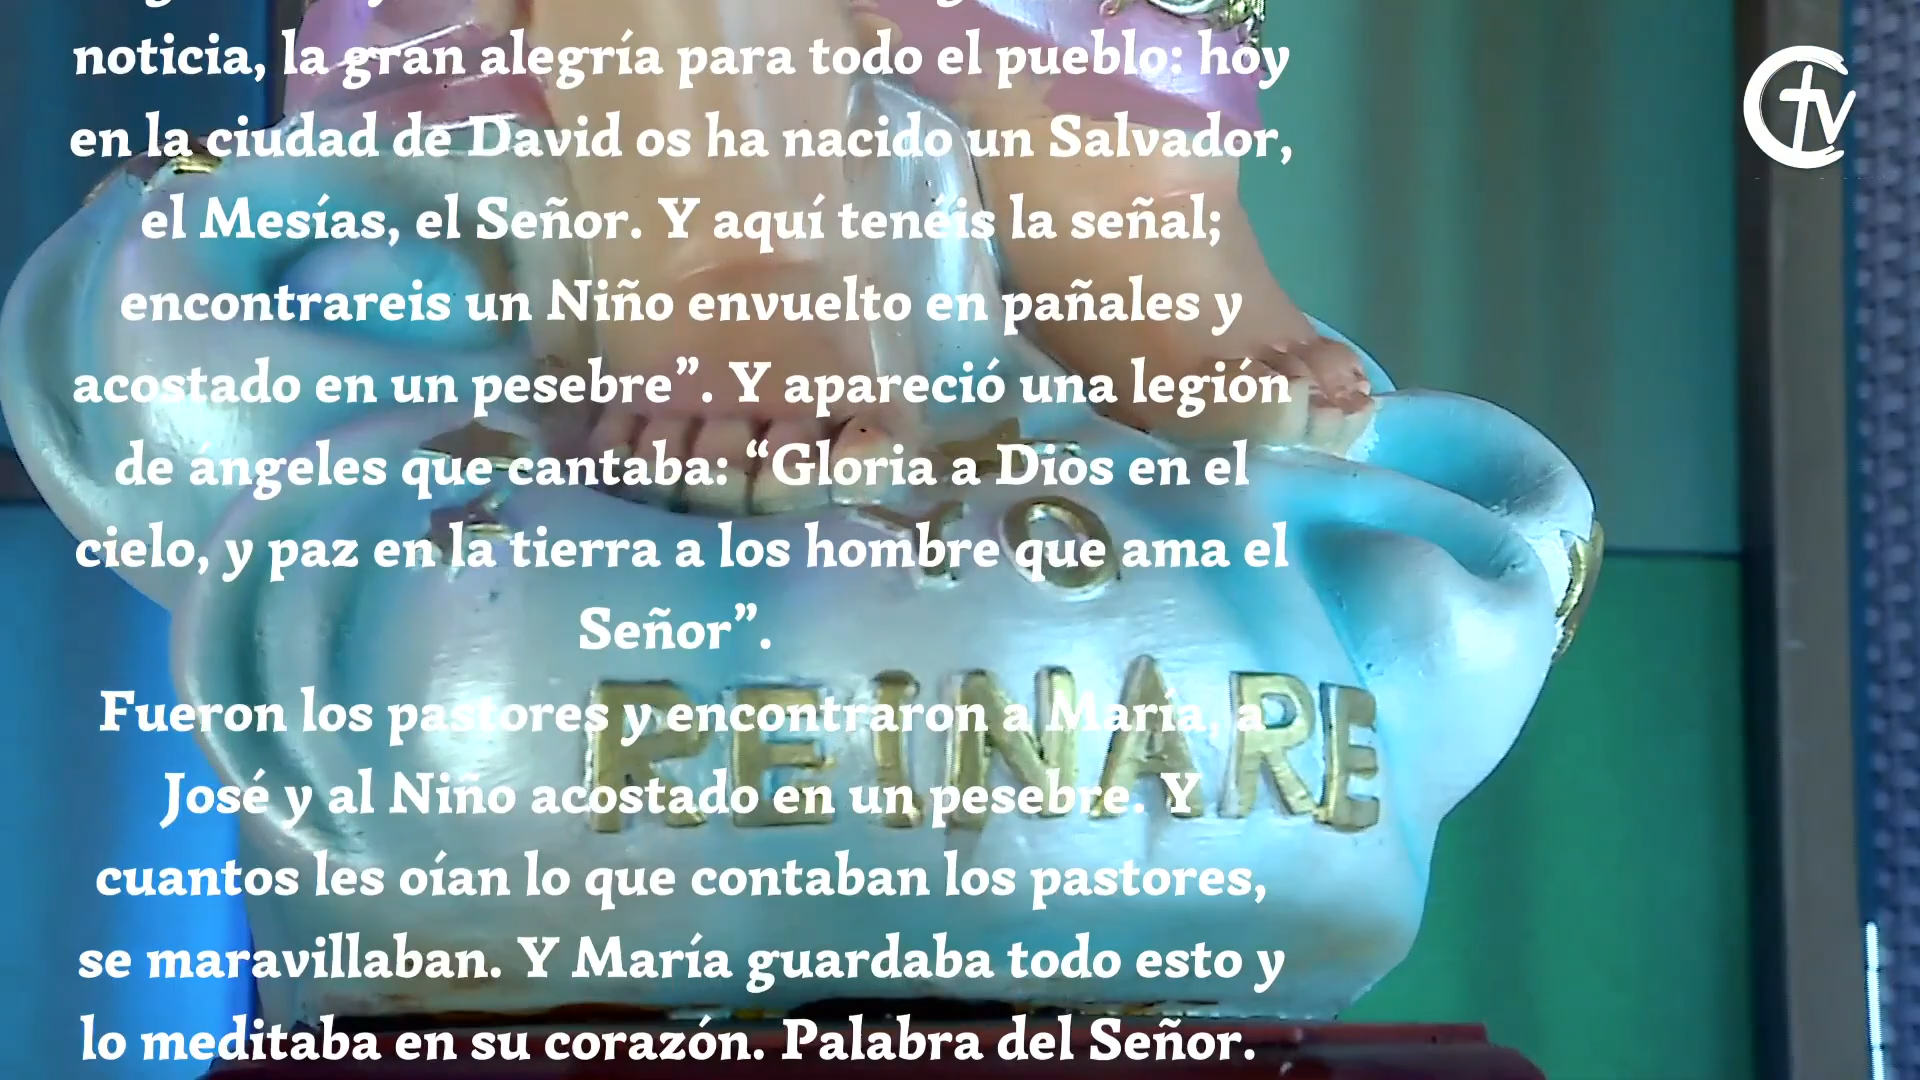 noticia, la gran alegría para todo el pueblo: hoy
en la ciudad de David os ha nacido un Salvador,
el Mesías, el Señor. Y aquí tenéis la señal;
encontrareis un Niño envuelto en pañales y
acostado en un pesebre”. Y apareció una legión
de ángeles que cantaba: “Gloria a Dios en el
cielo, y paz en la tierra a los hombre que ama el
Señor”.
Fueron los pastores y encontraron a María, a
José y al Niño acostado en un pesebre. Y
cuantos les oían lo que contaban los pastores,
se maravillaban. Y María guardaba todo esto y
lo meditaba en su corazón. Palabra del Señor.
YO
REINARE
CTV